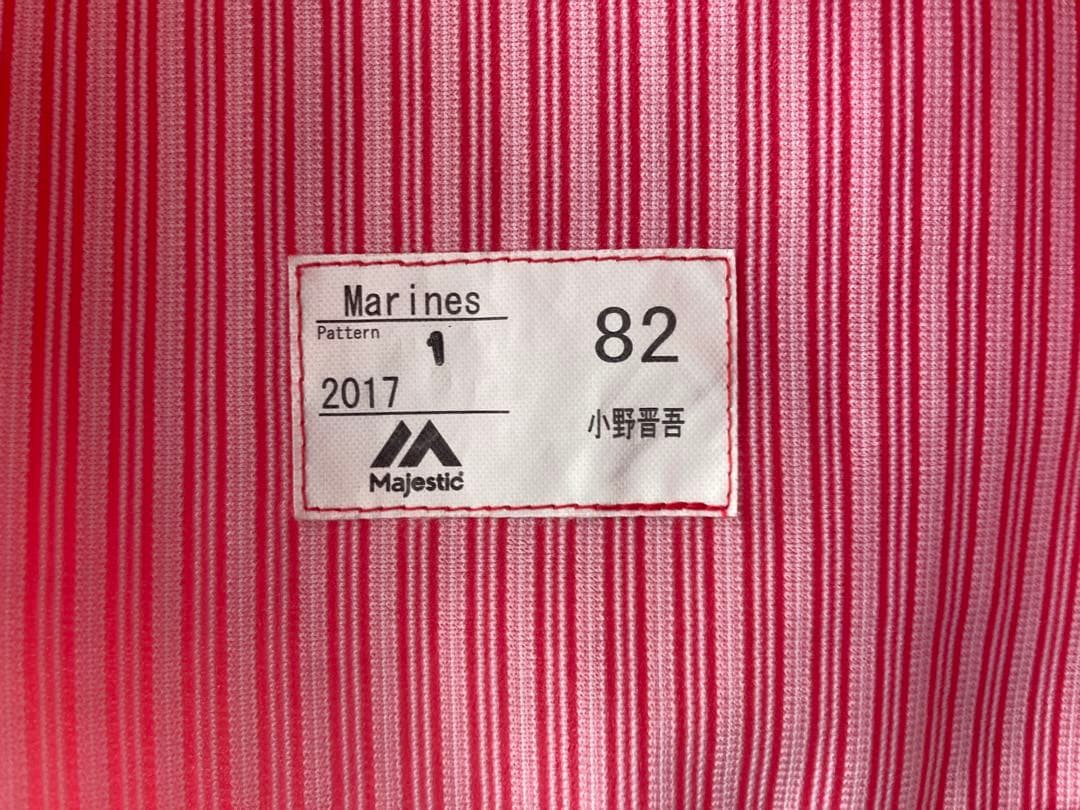 Marines
Pattern
1
2017
Majestic
82
小野晋吾